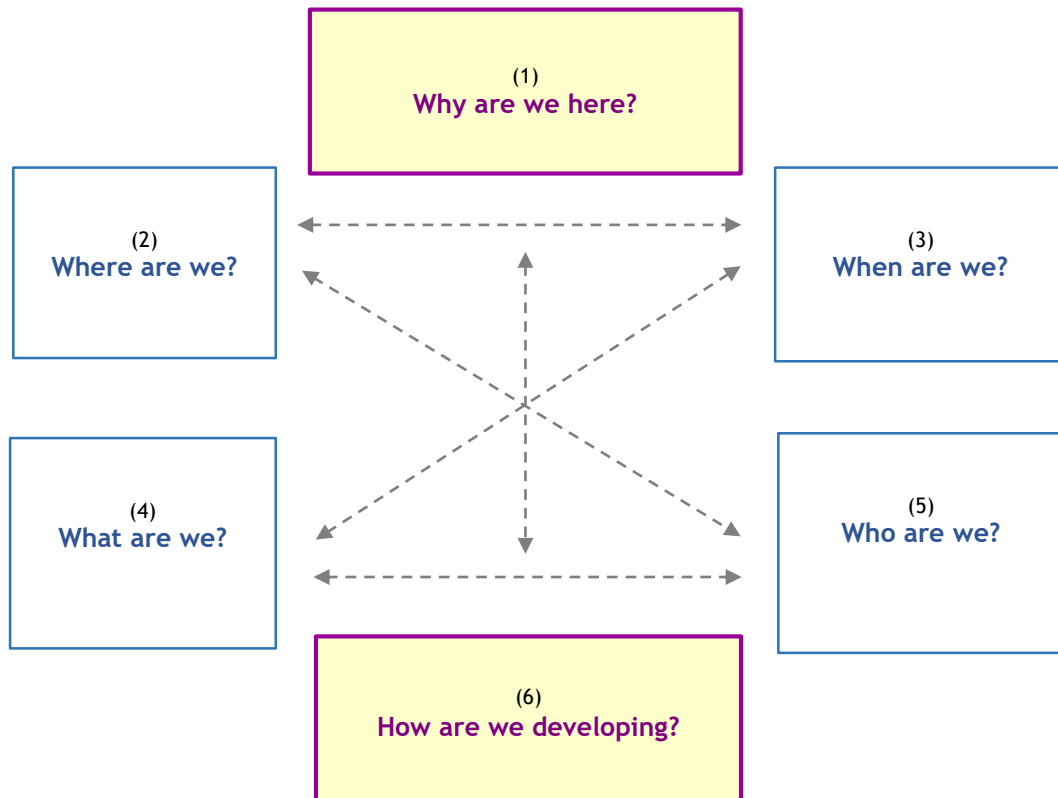 (1)
Why are we here?
(2)
Where are we?
(3)
When are we?
(4)
What are we?
(5)
Who are we?
(6)
How are we developing?